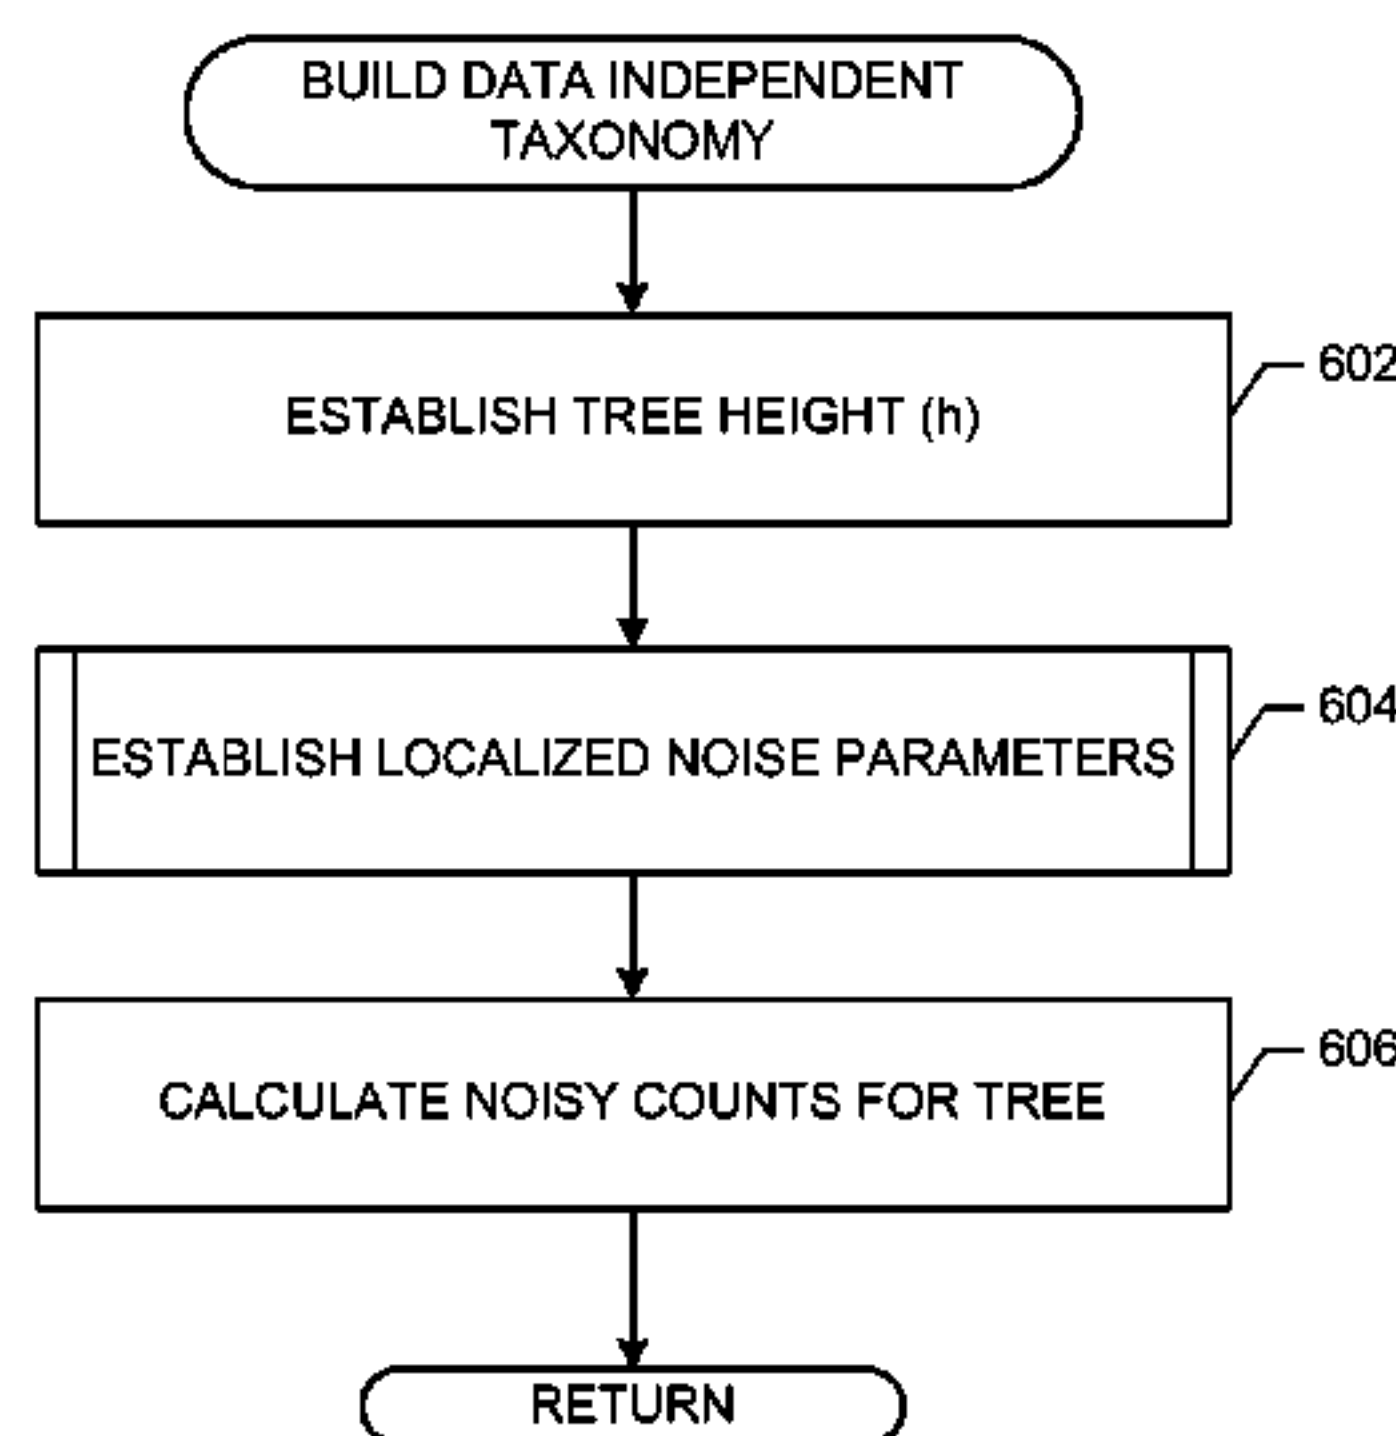 BUILD DATA INDEPENDENT
TAXONOMY
602
ESTABLISH TREE HEIGHT (h)
604
ESTABLISH LOCALIZED NOISE PARAMETERS
606
CALCULATE NOISY COUNTS FOR TREE
RETURN